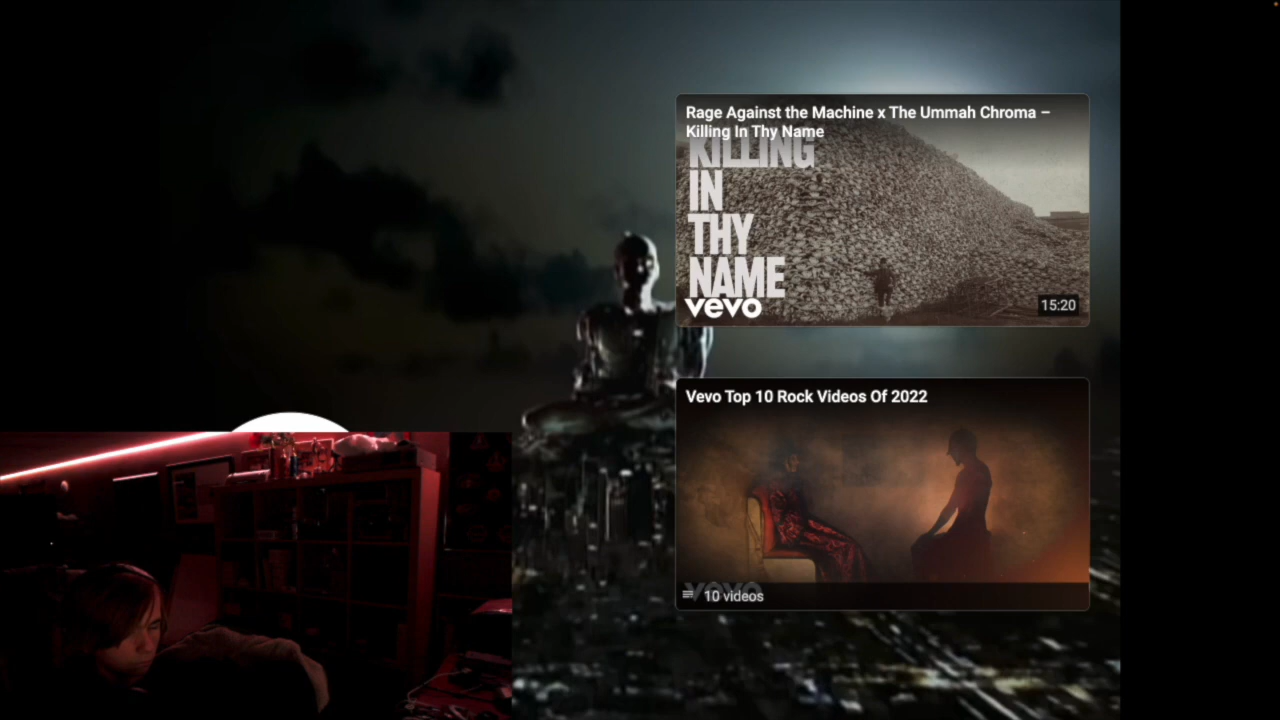 Rage Against the Machine x The Ummah Chroma –
Killing In Thy Name
KILLING
IN
THY
NAME
vevo
15:20
Vevo Top 10 Rock Videos Of 2022
vevo
10 videos